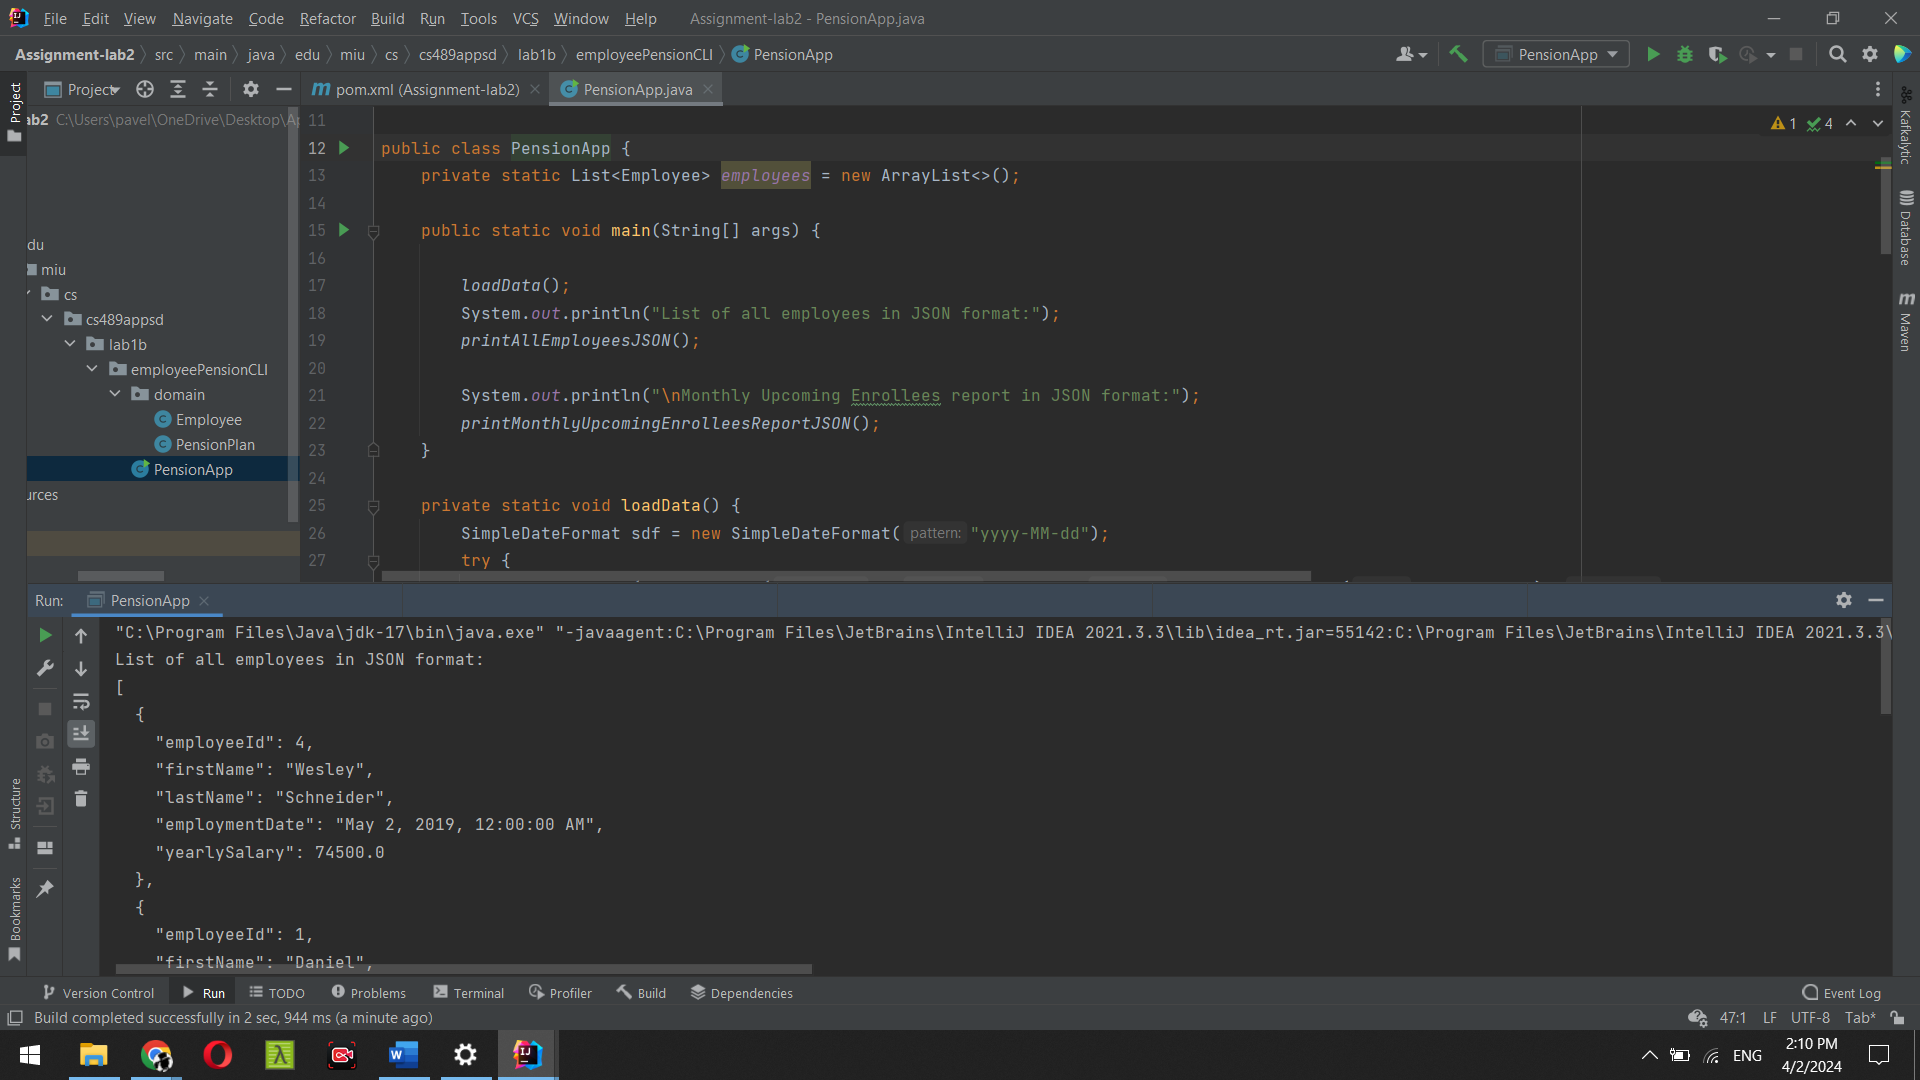 File Edit View Navigate Code Refactor Build Run Tools VCS Window Help Assignment-lab2 - PensionApp.java
Assignment-lab2 src main java edu miu cs cs489appsd lab1b employeePensionCLI PensionApp PensionApp
Project
Project
pom.xml (Assignment-lab2) PensionApp.java
ab2 C:\Users\pavel\OneDrive\Desktop\Ap
du
miu
cs
cs489appsd
lab1b
employeePensionCLI
domain
Employee
PensionPlan
PensionApp
urces
1 4
11
12 public class PensionApp {
13 private static List<Employee> employees = new ArrayList<>();
14
15 public static void main(String[] args) {
16
17 loadData();
18 System.out.println("List of all employees in JSON format:");
19 printAllEmployeesJSON();
20
21 System.out.println("\nMonthly Upcoming Enrollees report in JSON format:");
22 printMonthlyUpcomingEnrolleesReportJSON();
23 }
24
25 private static void loadData() {
26 SimpleDateFormat sdf = new SimpleDateFormat( pattern: "yyyy-MM-dd");
27 try {
Kafkalytic
Database
Maven
Run: PensionApp
"C:\Program Files\Java\jdk-17\bin\java.exe" "-javaagent:C:\Program Files\JetBrains\IntelliJ IDEA 2021.3.3\lib\idea_rt.jar=55142:C:\Program Files\JetBrains\IntelliJ IDEA 2021.3.3\
List of all employees in JSON format:
[
{
"employeeId": 4,
"firstName": "Wesley",
"lastName": "Schneider",
"employmentDate": "May 2, 2019, 12:00:00 AM",
"yearlySalary": 74500.0
},
{
"employeeId": 1,
"firstName": "Daniel",
Structure
Bookmarks
Version Control Run TODO Problems Terminal Profiler Build Dependencies Event Log
Build completed successfully in 2 sec, 944 ms (a minute ago) 47:1 LF UTF-8 Tab*
ENG
2:10 PM
4/2/2024